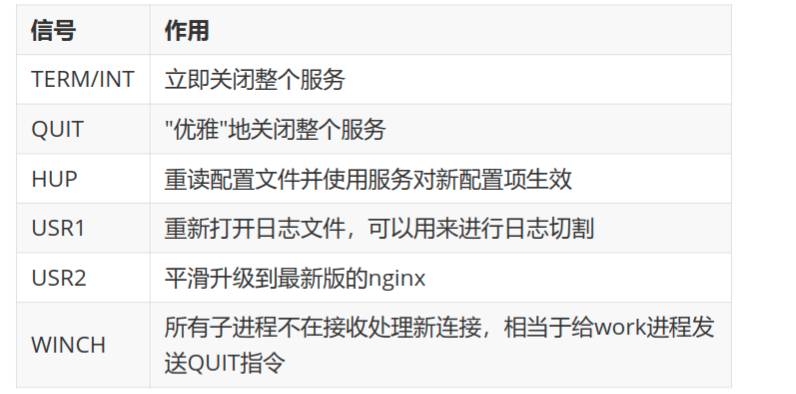 信号 作用
TERM/INT 立即关闭整个服务
QUIT "优雅"地关闭整个服务
HUP 重读配置文件并使用服务对新配置项生效
USR1 重新打开日志文件，可以用来进行日志切割
USR2 平滑升级到最新版的nginx
WINCH 所有子进程不在接收处理新连接，相当于给work进程发
送QUIT指令